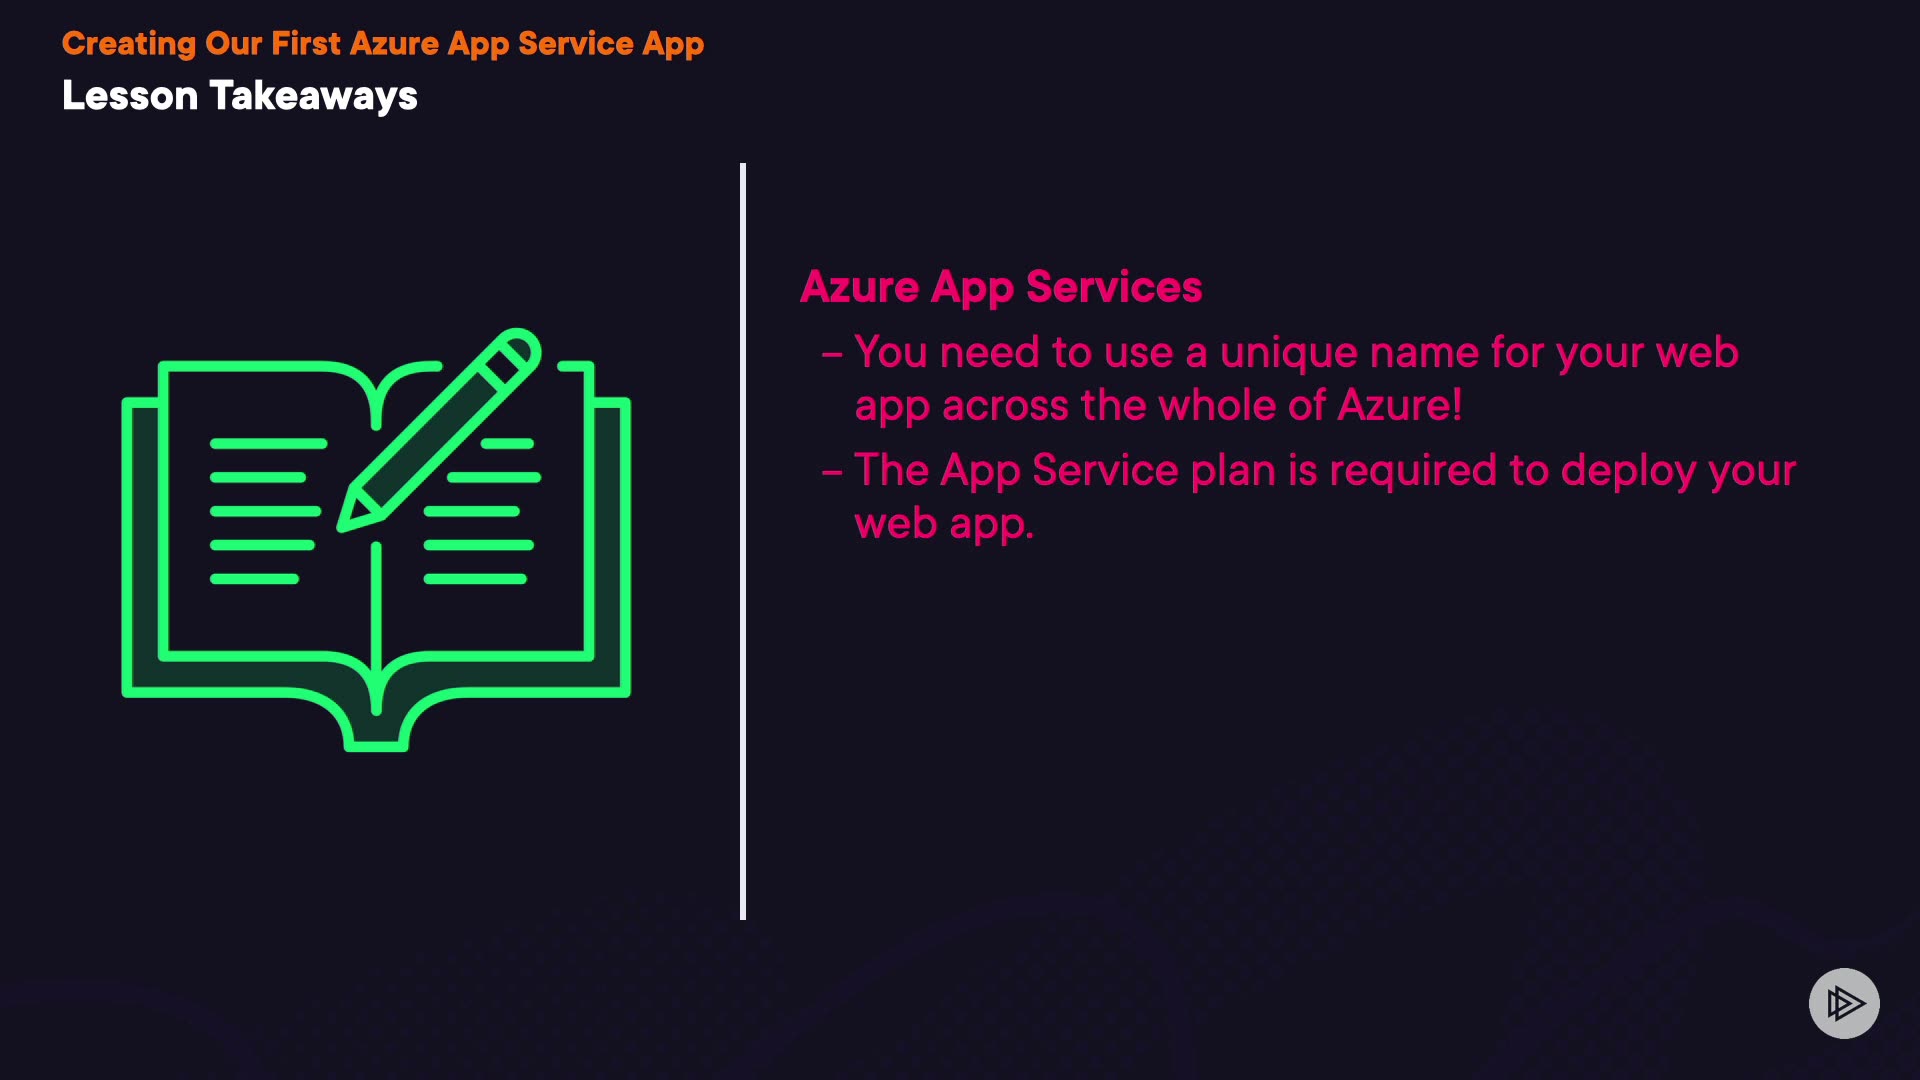 Creating Our First Azure App Service App
Lesson Takeaways
Azure App Services
– You need to use a unique name for your web
app across the whole of Azure!
– The App Service plan is required to deploy your
web app.